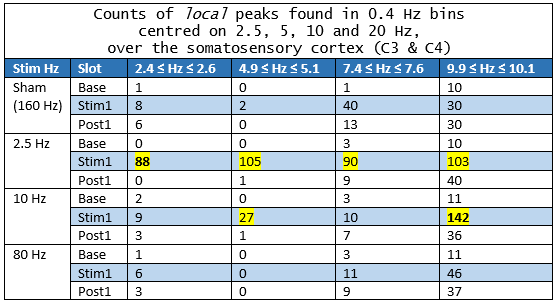 Counts of local peaks found in 0.4 Hz bins
centred on 2.5, 5, 10 and 20 Hz,
over the somatosensory cortex (C3 & C4)
Stim Hz Slot 2.4 ≤ Hz ≤ 2.6 4.9 ≤ Hz ≤ 5.1 7.4 ≤ Hz ≤ 7.6 9.9 ≤ Hz ≤ 10.1
Sham Base 1 0 1 10
(160 Hz) Stim1 8 2 40 30
Post1 6 0 13 30
2.5 Hz Base 0 0 3 10
Stim1 88 105 90 103
Post1 0 1 9 40
10 Hz Base 2 0 3 11
Stim1 9 27 10 142
Post1 3 1 7 36
80 Hz Base 1 0 3 11
Stim1 6 0 11 46
Post1 3 0 9 37